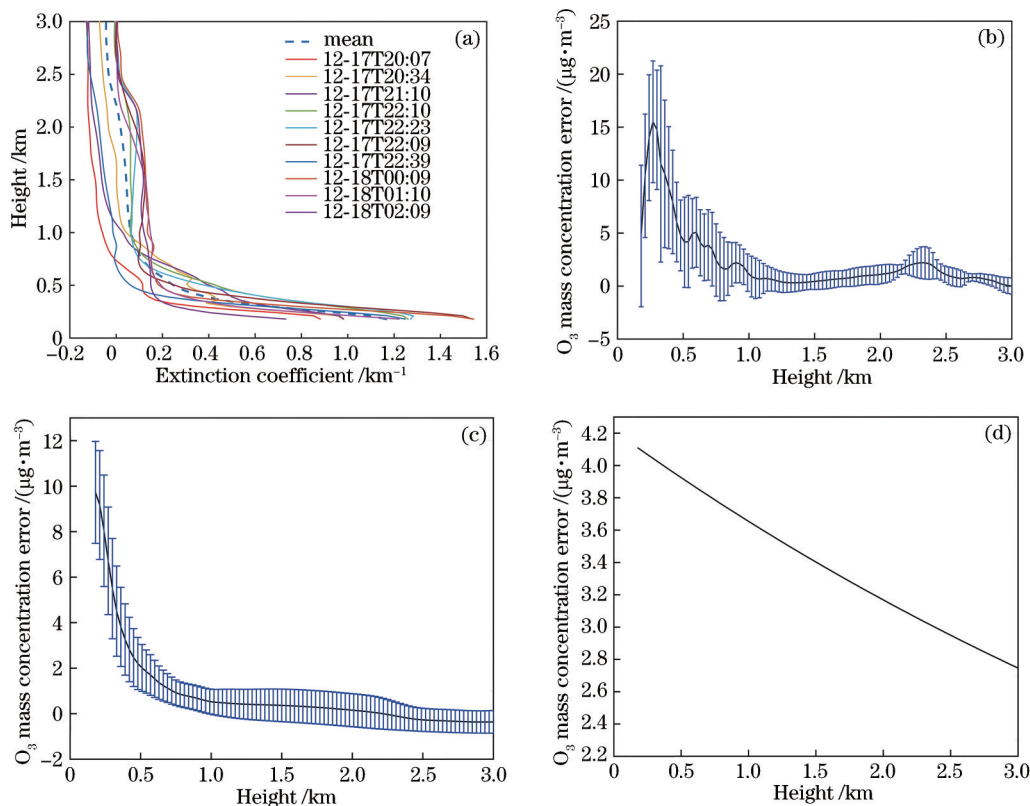 (a)
3.0
2.5
2.0
1.5
1.0
0.5
0
Height /km
mean
12-17T20:07
12-17T20:34
12-17T21:10
12-17T22:10
12-17T22:23
12-17T22:09
12-17T22:39
12-18T00:09
12-18T01:10
12-18T02:09
−0.2 0 0.2 0.4 0.6 0.8 1.0 1.2 1.4 1.6
Extinction coefficient /km⁻¹
(b)
25
20
15
10
5
0
−5
O₃ mass concentration error /(μg•m⁻³)
0 0.5 1.0 1.5 2.0 2.5 3.0
Height /km
(c)
12
10
8
6
4
2
0
−2
O₃ mass concentration error /(μg•m⁻³)
0 0.5 1.0 1.5 2.0 2.5 3.0
Height /km
(d)
4.2
4.0
3.8
3.6
3.4
3.2
3.0
2.8
2.6
2.4
2.2
O₃ mass concentration error /(μg•m⁻³)
0 0.5 1.0 1.5 2.0 2.5 3.0
Height /km